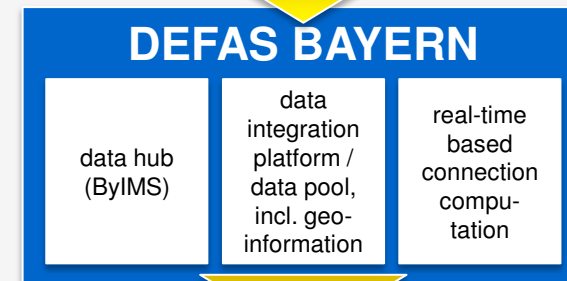 DEFAS BAYERN
data hub
(ByIMS)
data
integration
platform /
data pool,
incl. geo-
information
real-time
based
connection
compu-
tation